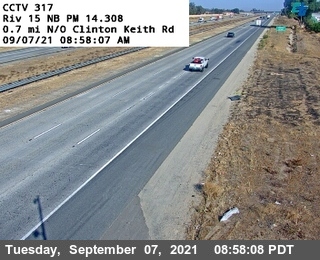 CCTV 317
Riv 15 NB PM 14.308
0.7 mi N/O Clinton Keith Rd
09/07/21 08:58:07 AM
Tuesday, September 07, 2021 08:58:08 PDT